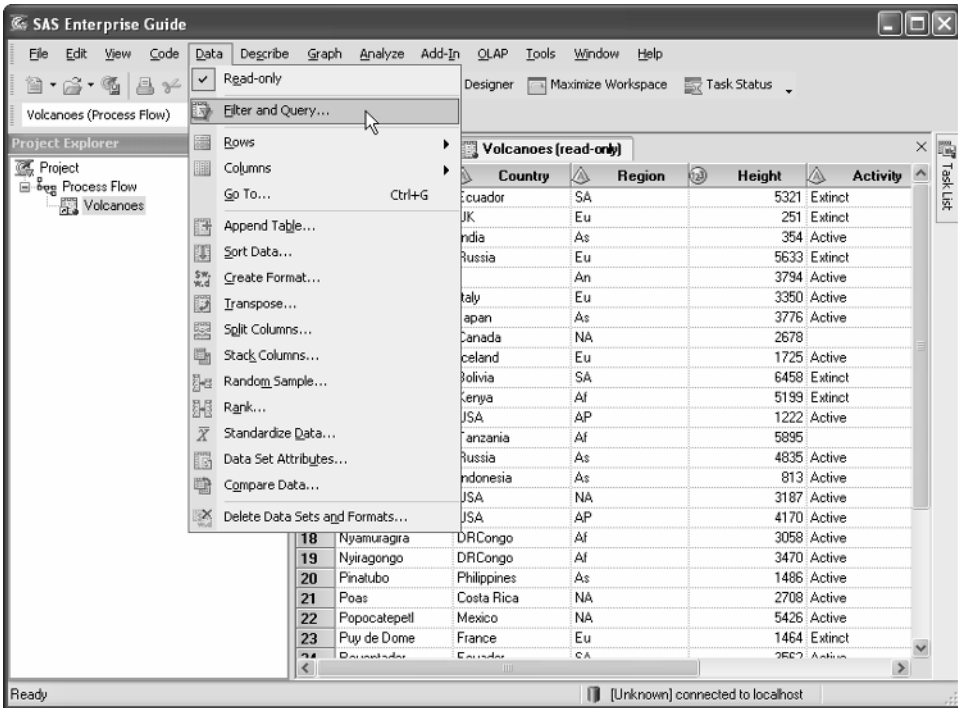 SAS Enterprise Guide
File Edit View Code Data Describe Graph Analyze Add-In OLAP Tools Window Help
Designer Maximize Workspace Task Status
Volcanoes (Process Flow)
Project Explorer
Project
Process Flow
Volcanoes
Read-only
Filter and Query...
Rows
Columns
Go To... Ctrl+G
Append Table...
Sort Data...
Create Format...
Transpose...
Split Columns...
Stack Columns...
Random Sample...
Rank...
Standardize Data...
Data Set Attributes...
Compare Data...
Delete Data Sets and Formats...
Volcanoes (read-only)
Task List
Country Region Height Activity
Ecuador SA 5321 Extinct
UK Eu 251 Extinct
ndia As 354 Active
Russia Eu 5633 Extinct
An 3794 Active
taly Eu 3350 Active
apan As 3776 Active
Canada NA 2678
celand Eu 1725 Active
Bolivia SA 6458 Extinct
Kenya Af 5199 Extinct
USA AP 1222 Active
anzania Af 5895
Russia As 4835 Active
ndonesia As 813 Active
USA NA 3187 Active
USA AP 4170 Active
18 Nyamuragira DRCongo Af 3058 Active
19 Nyiragongo DRCongo Af 3470 Active
20 Pinatubo Philippines As 1486 Active
21 Poas Costa Rica NA 2708 Active
22 Popocatepetl Mexico NA 5426 Active
23 Puy de Dome France Eu 1464 Extinct
Ready
[Unknown] connected to localhost